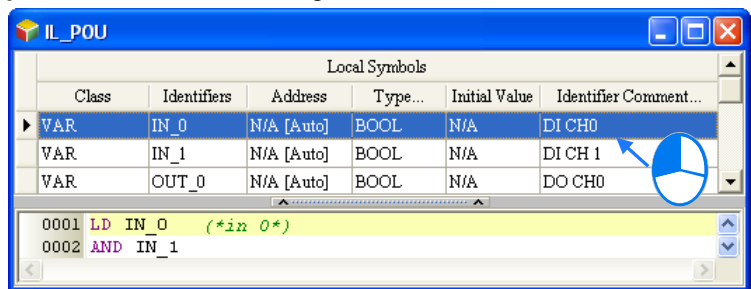 IL_POU
Local Symbols
Class Identifiers Address Type... Initial Value Identifier Comment...
VAR IN_0 N/A [Auto] BOOL N/A DI CH0
VAR IN_1 N/A [Auto] BOOL N/A DI CH 1
VAR OUT_0 N/A [Auto] BOOL N/A DO CH0
0001 LD IN_0 (*in 0*)
0002 AND IN_1